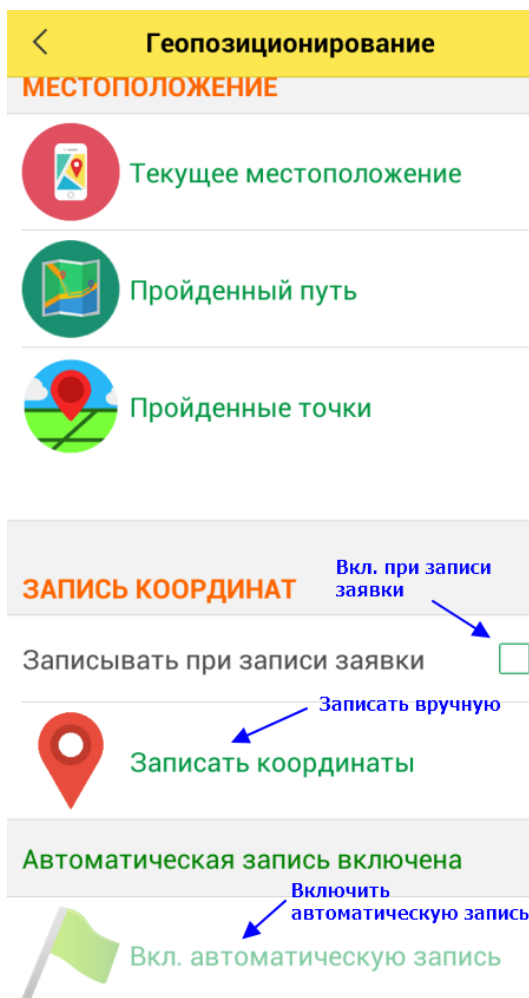 Геопозиционирование
МЕСТОПОЛОЖЕНИЕ
Текущее местоположение
Пройденный путь
Пройденные точки
Вкл. при записи
заявки
ЗАПИСЬ КООРДИНАТ
Записывать при записи заявки
Записать вручную
Записать координаты
Автоматическая запись включена
Включить
автоматическую запись
Вкл. автоматическую запись